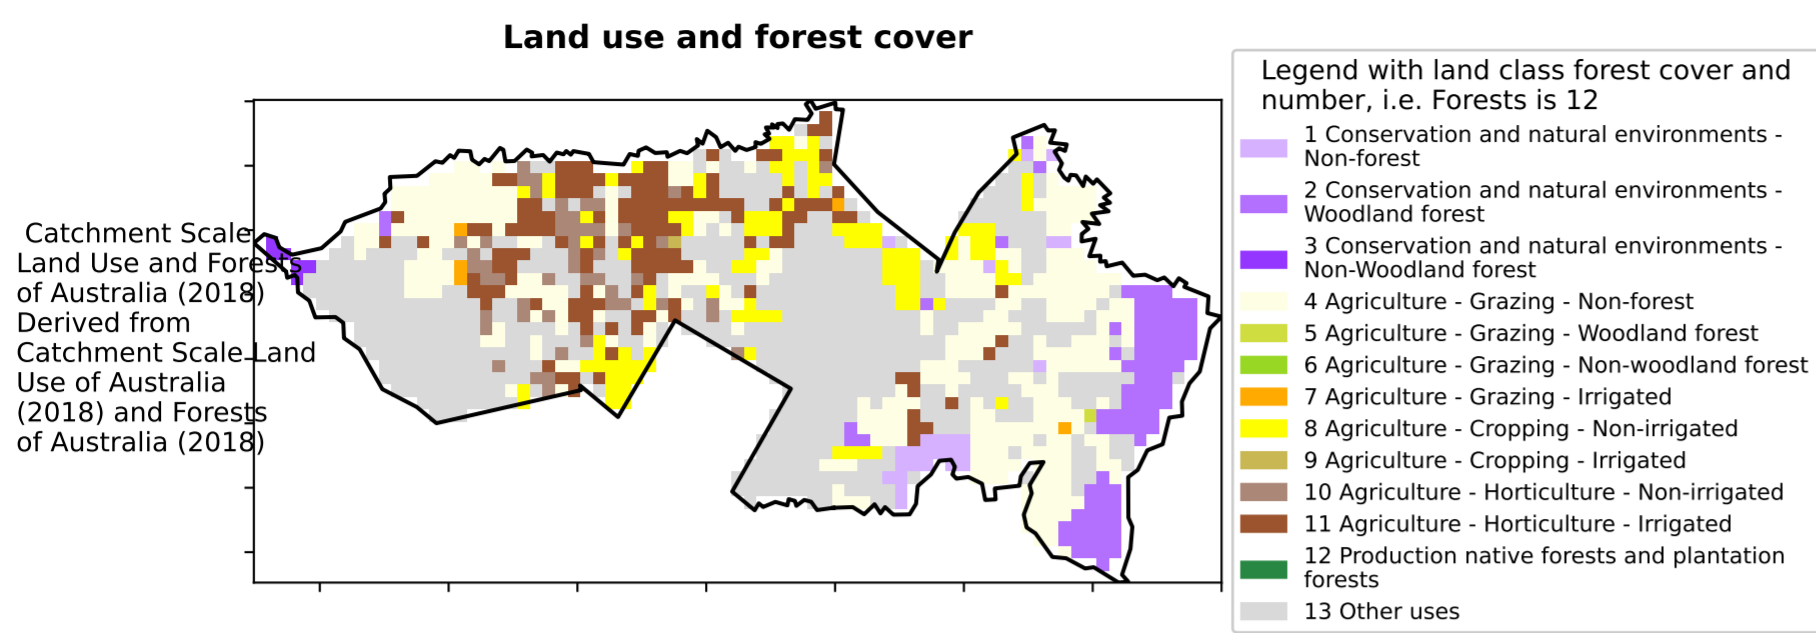 Land use and forest cover
Catchment Scale
Land Use and Forests
of Australia (2018)
Derived from
Catchment Scale Land
Use of Australia
(2018) and Forests
of Australia (2018)
Legend with land class forest cover and
number, i.e. Forests is 12
1 Conservation and natural environments -
Non-forest
2 Conservation and natural environments -
Woodland forest
3 Conservation and natural environments -
Non-Woodland forest
4 Agriculture - Grazing - Non-forest
5 Agriculture - Grazing - Woodland forest
6 Agriculture - Grazing - Non-woodland forest
7 Agriculture - Grazing - Irrigated
8 Agriculture - Cropping - Non-irrigated
9 Agriculture - Cropping - Irrigated
10 Agriculture - Horticulture - Non-irrigated
11 Agriculture - Horticulture - Irrigated
12 Production native forests and plantation
forests
13 Other uses